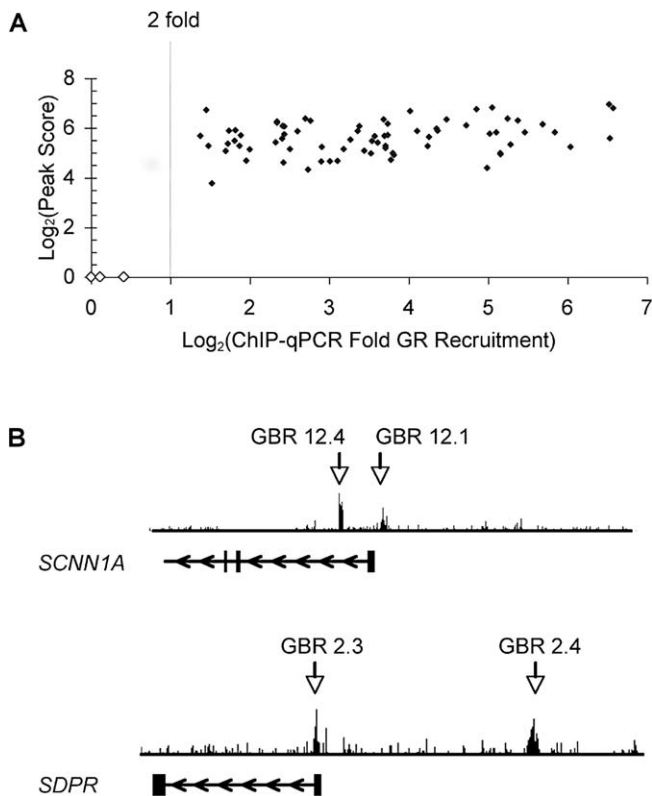 A
2 fold
8
6
4
2
0
Log₂(Peak Score)
0 1 2 3 4 5 6 7
Log₂(ChIP-qPCR Fold GR Recruitment)
B
GBR 12.4 GBR 12.1
SCNN1A
GBR 2.3 GBR 2.4
SDPR